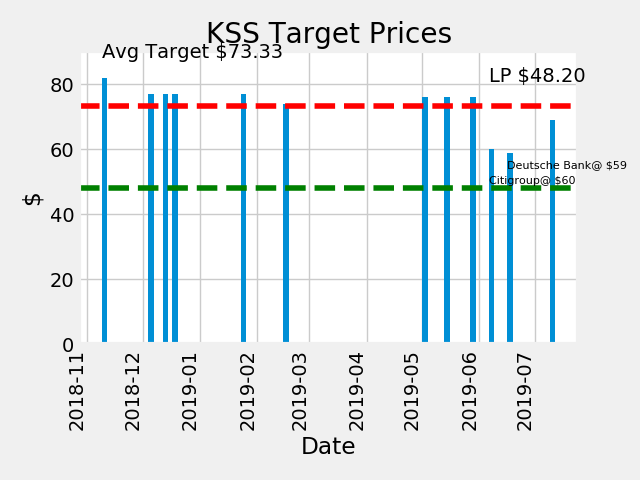 KSS Target Prices
Avg Target $73.33
LP $48.20
Deutsche Bank@ $59
Citigroup@ $60
$
80
60
40
20
0
2018-11
2018-12
2019-01
2019-02
2019-03
2019-04
2019-05
2019-06
2019-07
Date